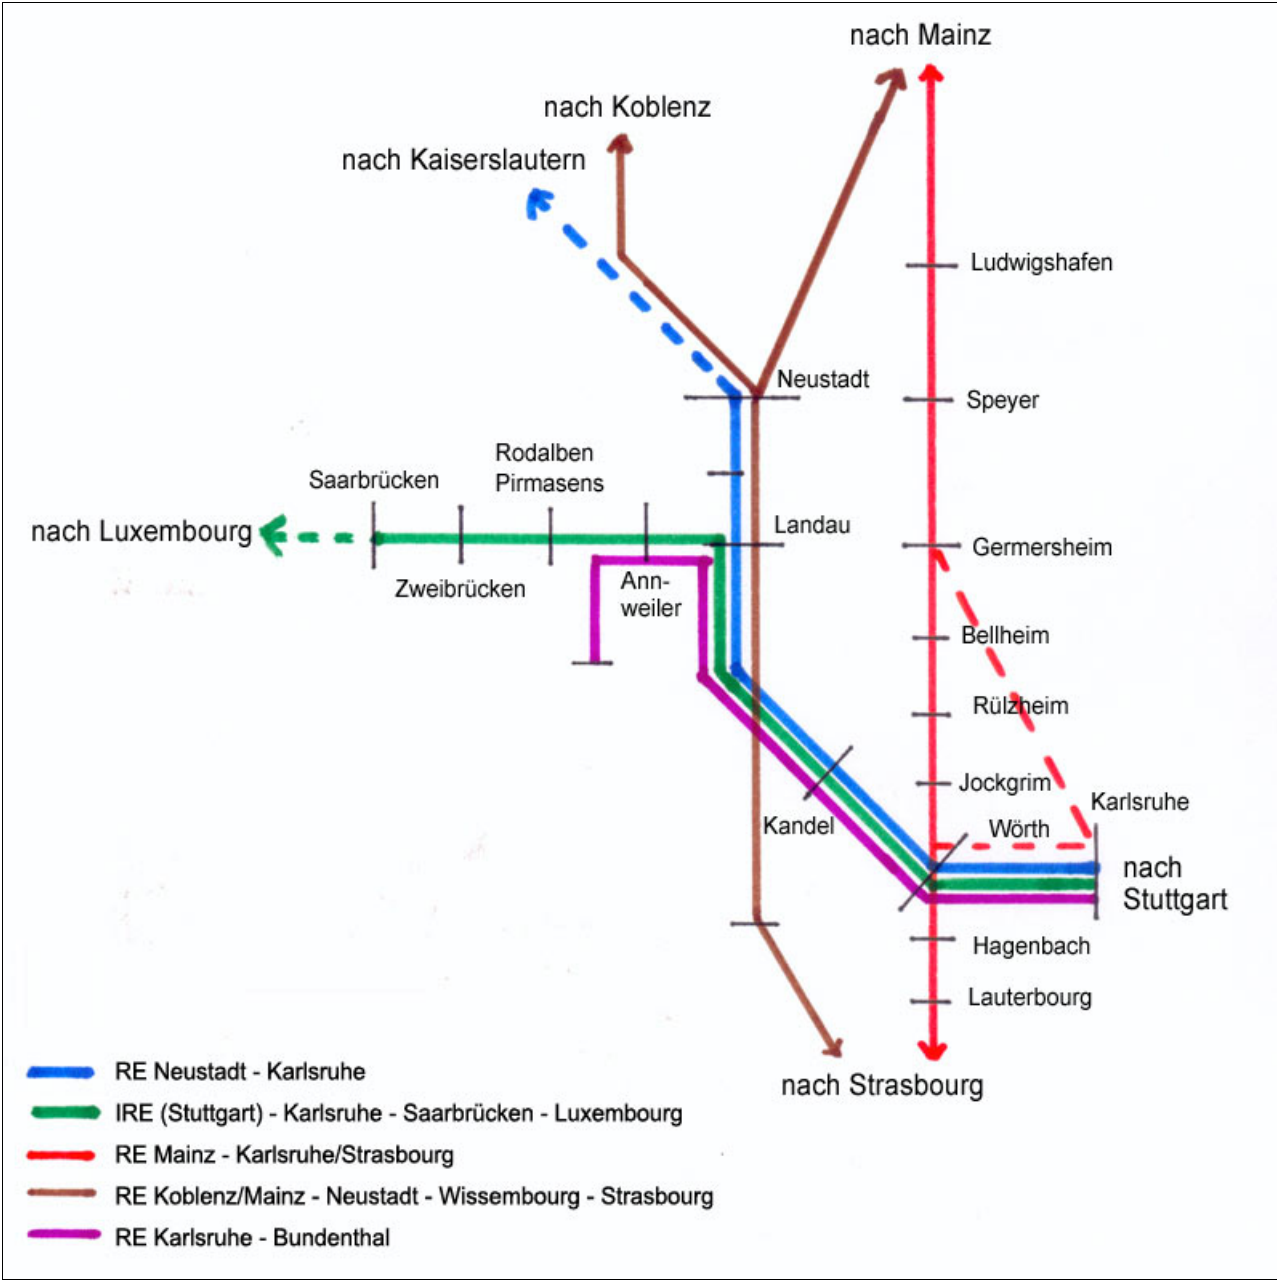 nach Mainz
nach Koblenz
nach Kaiserslautern
Ludwigshafen
Neustadt
Speyer
Rodalben
Pirmasens
Saarbrücken
nach Luxembourg
Landau
Germersheim
Zweibrücken
Ann-
weiler
Bellheim
Rülzheim
Jockgrim
Karlsruhe
Kandel
Wörth
nach
Stuttgart
Hagenbach
Lauterbourg
nach Strasbourg
RE Neustadt - Karlsruhe
IRE (Stuttgart) - Karlsruhe - Saarbrücken - Luxembourg
RE Mainz - Karlsruhe/Strasbourg
RE Koblenz/Mainz - Neustadt - Wissembourg - Strasbourg
RE Karlsruhe - Bundenthal